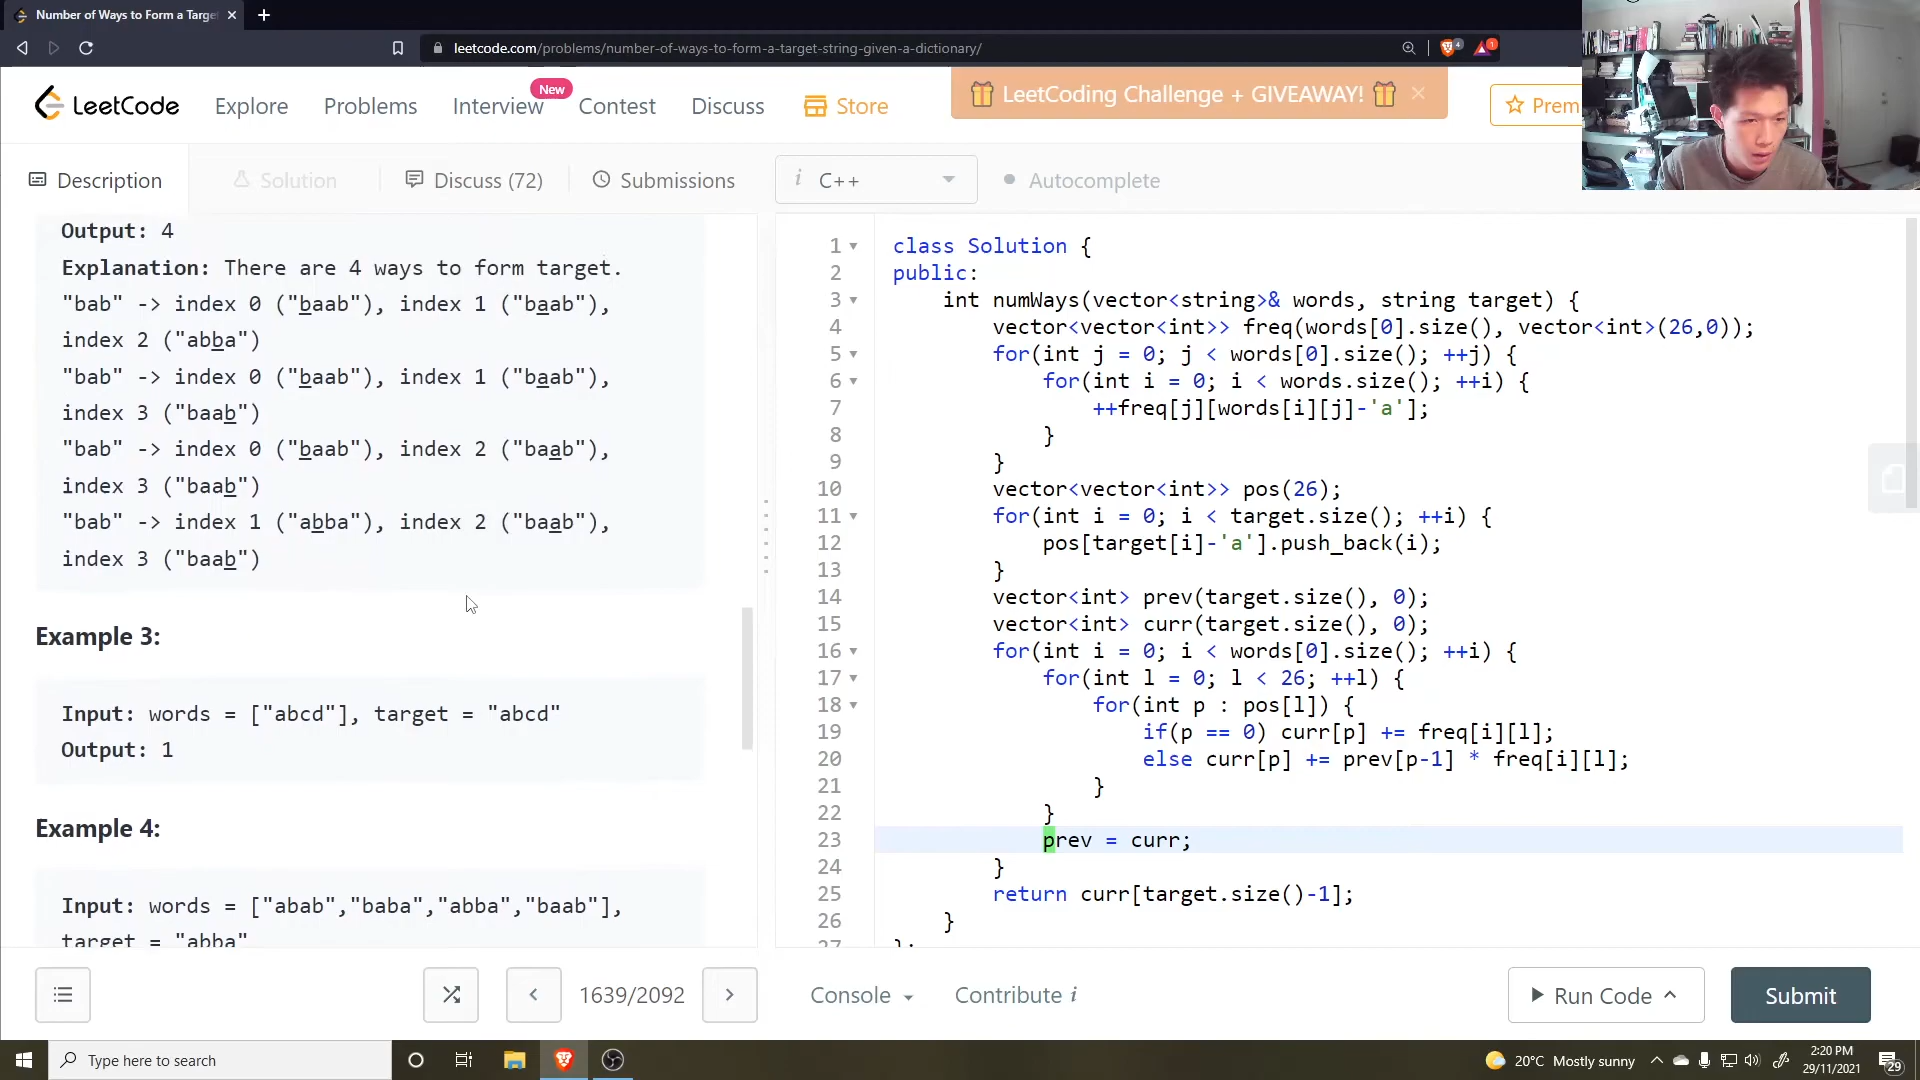 Number of Ways to Form a Targe
leetcode.com/problems/number-of-ways-to-form-a-target-string-given-a-dictionary/
4
1
LeetCode
Explore
Problems
Interview
New
Contest
Discuss
Store
LeetCoding Challenge + GIVEAWAY!
Prem
Description
Solution
Discuss (72)
Submissions
i C++
Autocomplete
Output: 4
Explanation: There are 4 ways to form target.
"bab" -> index 0 ("baab"), index 1 ("baab"),
index 2 ("abba")
"bab" -> index 0 ("baab"), index 1 ("baab"),
index 3 ("baab")
"bab" -> index 0 ("baab"), index 2 ("baab"),
index 3 ("baab")
"bab" -> index 1 ("abba"), index 2 ("baab"),
index 3 ("baab")
Example 3:
Input: words = ["abcd"], target = "abcd"
Output: 1
Example 4:
Input: words = ["abab","baba","abba","baab"],
target = "abba"
1 class Solution {
2 public:
3 int numWays(vector<string>& words, string target) {
4 vector<vector<int>> freq(words[0].size(), vector<int>(26,0));
5 for(int j = 0; j < words[0].size(); ++j) {
6 for(int i = 0; i < words.size(); ++i) {
7 ++freq[j][words[i][j]-'a'];
8 }
9 }
10 vector<vector<int>> pos(26);
11 for(int i = 0; i < target.size(); ++i) {
12 pos[target[i]-'a'].push_back(i);
13 }
14 vector<int> prev(target.size(), 0);
15 vector<int> curr(target.size(), 0);
16 for(int i = 0; i < words[0].size(); ++i) {
17 for(int l = 0; l < 26; ++l) {
18 for(int p : pos[l]) {
19 if(p == 0) curr[p] += freq[i][l];
20 else curr[p] += prev[p-1] * freq[i][l];
21 }
22 }
23 prev = curr;
24 }
25 return curr[target.size()-1];
26 }
27 };
1639/2092
Console
Contribute i
Run Code
Submit
Type here to search
20°C Mostly sunny
2:20 PM
29/11/2021
29